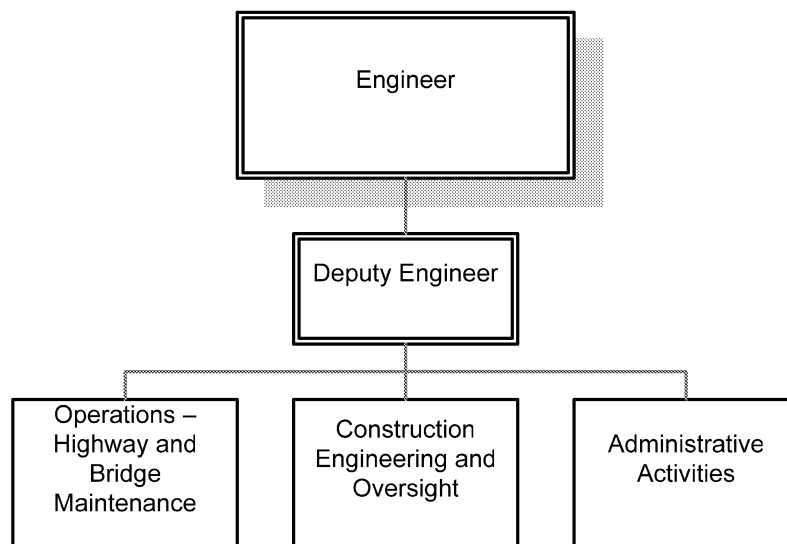 Engineer
Deputy Engineer
Operations –
Highway and
Bridge
Maintenance
Construction
Engineering and
Oversight
Administrative
Activities